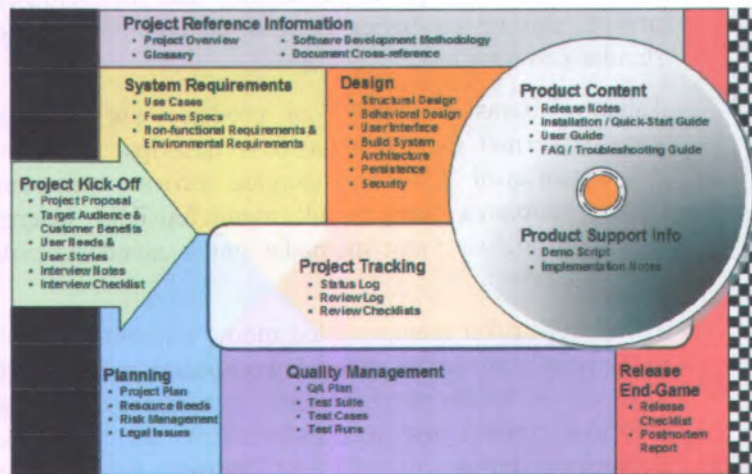 Project Reference Information
• Project Overview
• Glossary
• Software Development Methodology
• Document Cross-reference
System Requirements
• Use Cases
• Feature Specs
• Non-functional Requirements &
Environmental Requirements
Design
• Structural Design
• Behavioral Design
• User Interface
• Build System
• Architecture
• Persistence
• Security
Product Content
• Release Notes
• Installation / Quick-Start Guide
• User Guide
• FAQ / Troubleshooting Guide
Project Kick-Off
• Project Proposal
• Target Audience &
Customer Benefits
• User Needs &
User Stories
• Interview Notes
• Interview Checklist
Product Support Info
• Demo Script
• Implementation Notes
Project Tracking
• Status Log
• Review Log
• Review Checklists
Planning
• Project Plan
• Resource Needs
• Risk Management
• Legal Issues
Quality Management
• QA Plan
• Test Suite
• Test Cases
• Test Runs
Release
End-Game
• Release
Checklist
• Postmortem
Report